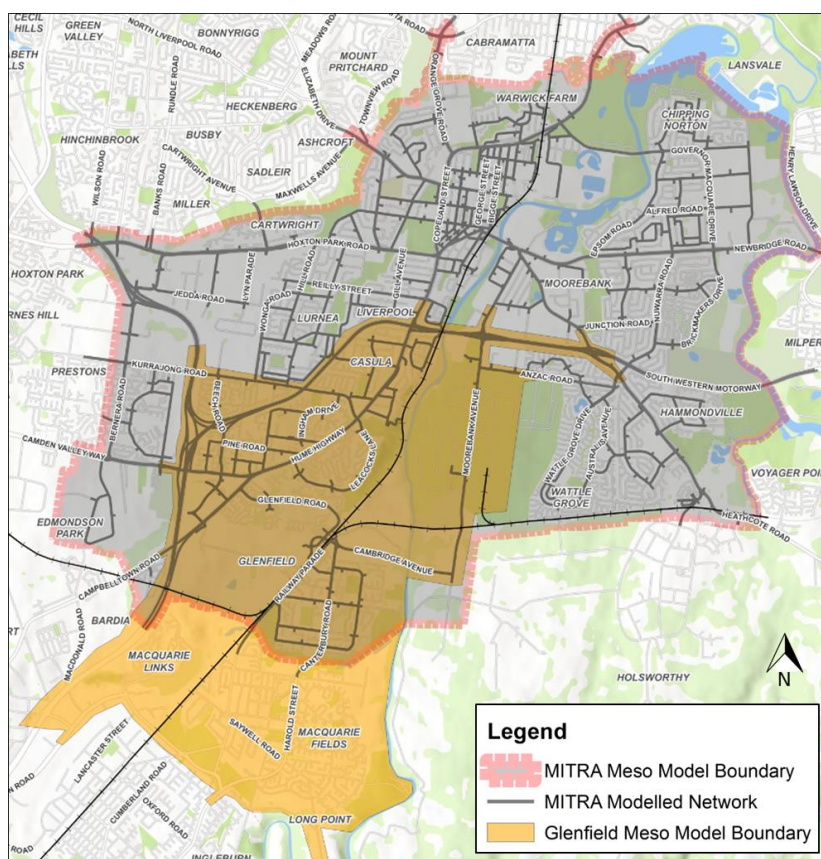 CECIL
HILLS
GREEN
VALLEY
BONNYRIGG
NORTH LIVERPOOL ROAD
MEADOWS ROAD
CABRAMATTA
LANSVALE
MOUNT
PRITCHARD
RUNDLE ROAD
ELIZABETH DRIVE
TOWNVIEW ROAD
ORANGE GROVE ROAD
HECKENBERG
WARWICK FARM
CHIPPING
NORTON
HINCHINBROOK
BUSBY
ASHCROFT
CARTWRIGHT AVENUE
SADLEIR
MAXWELLS AVENUE
WILSON ROAD
BANKS ROAD
MILLER
GOVERNOR MACQUARIE DRIVE
HENRY LAWSON DRIVE
COPELAND STREET
GEORGE STREET
BIGGE STREET
CARTWRIGHT
ALFRED ROAD
EPSOM ROAD
NEWBRIDGE ROAD
HOXTON PARK ROAD
HOXTON PARK
HILL ROAD
REILLY STREET
GILL AVENUE
JEDDA ROAD
LYN PARADE
WONGA ROAD
LURNEA
LIVERPOOL
MOOREBANK
NUWARRA ROAD
BRICKMAKERS DRIVE
JUNCTION ROAD
RNES HILL
MILPER
CASULA
PRESTONS
KURRAJONG ROAD
ANZAC ROAD
SOUTH WESTERN MOTORWAY
BERNERA ROAD
BEECH ROAD
INGHAM DRIVE
HAMMONDVILLE
PINE ROAD
HUME HIGHWAY
LEACOCKS LANE
MOOREBANK AVENUE
WATTLE GROVE DRIVE
AUSTRALIS AVENUE
CAMDEN VALLEY WAY
VOYAGER POIN
WATTLE
GROVE
GLENFIELD ROAD
HEATHCOTE ROAD
EDMONDSON
PARK
GLENFIELD
RAILWAY PARADE
CAMBRIDGE AVENUE
CAMPBELLTOWN ROAD
BARDIA
MACDONALD ROAD
CANTERBURY ROAD
MACQUARIE
LINKS
HOLSWORTHY
N
HAROLD STREET
SAYWELL ROAD
MACQUARIE
FIELDS
LANCASTER STREET
CUMBERLAND ROAD
OXFORD ROAD
LONG POINT
INGLEBURN
Legend
MITRA Meso Model Boundary
MITRA Modelled Network
Glenfield Meso Model Boundary